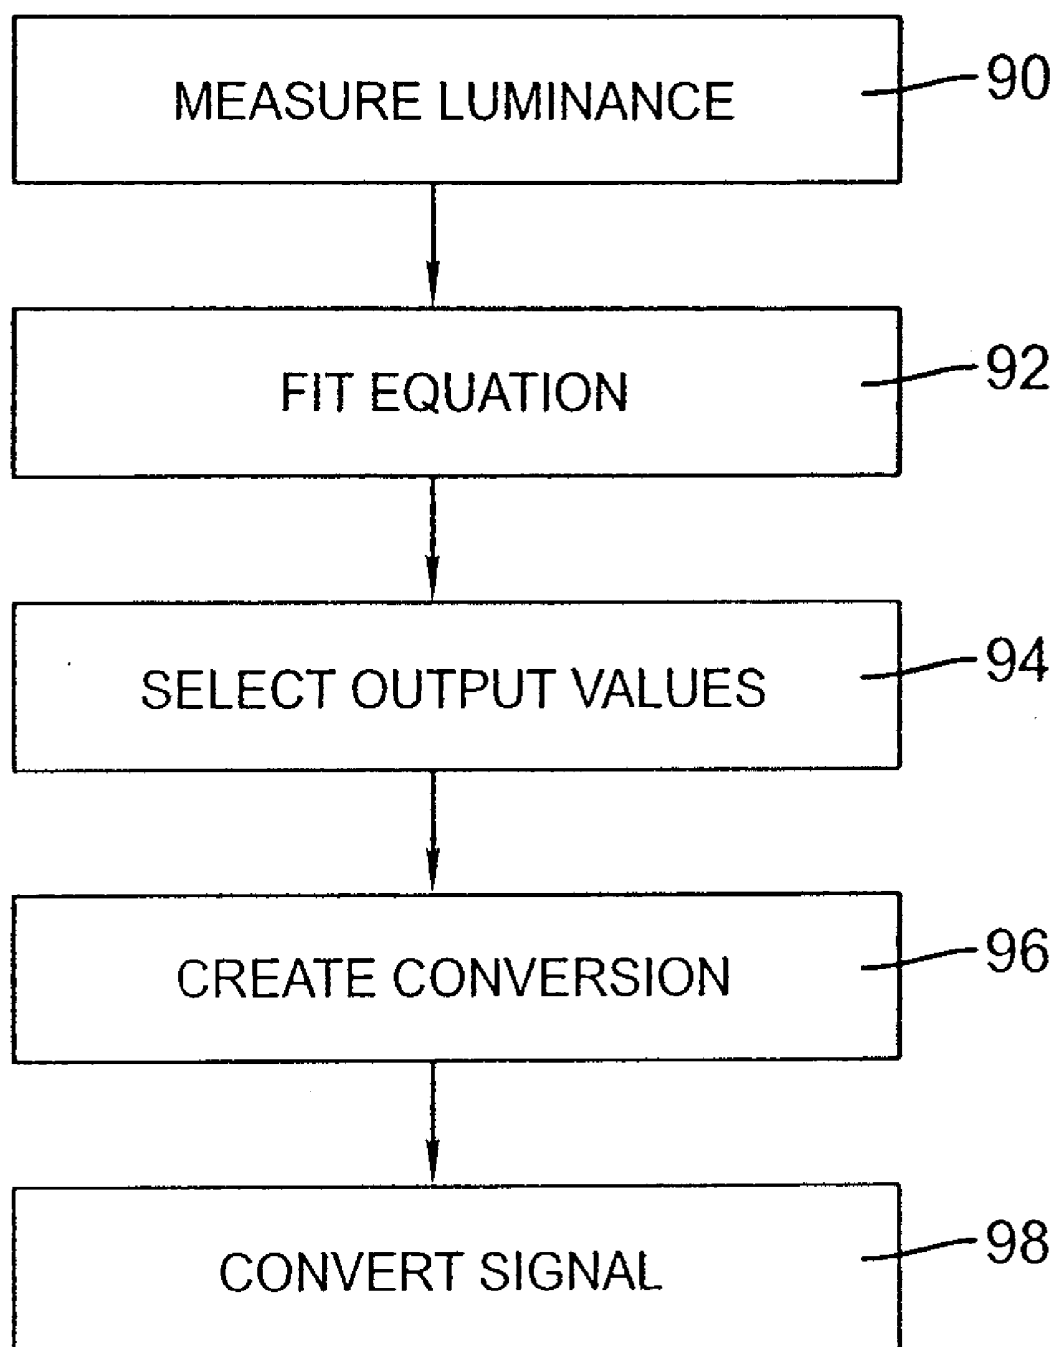 MEASURE LUMINANCE 90
FIT EQUATION 92
SELECT OUTPUT VALUES 94
CREATE CONVERSION 96
CONVERT SIGNAL 98